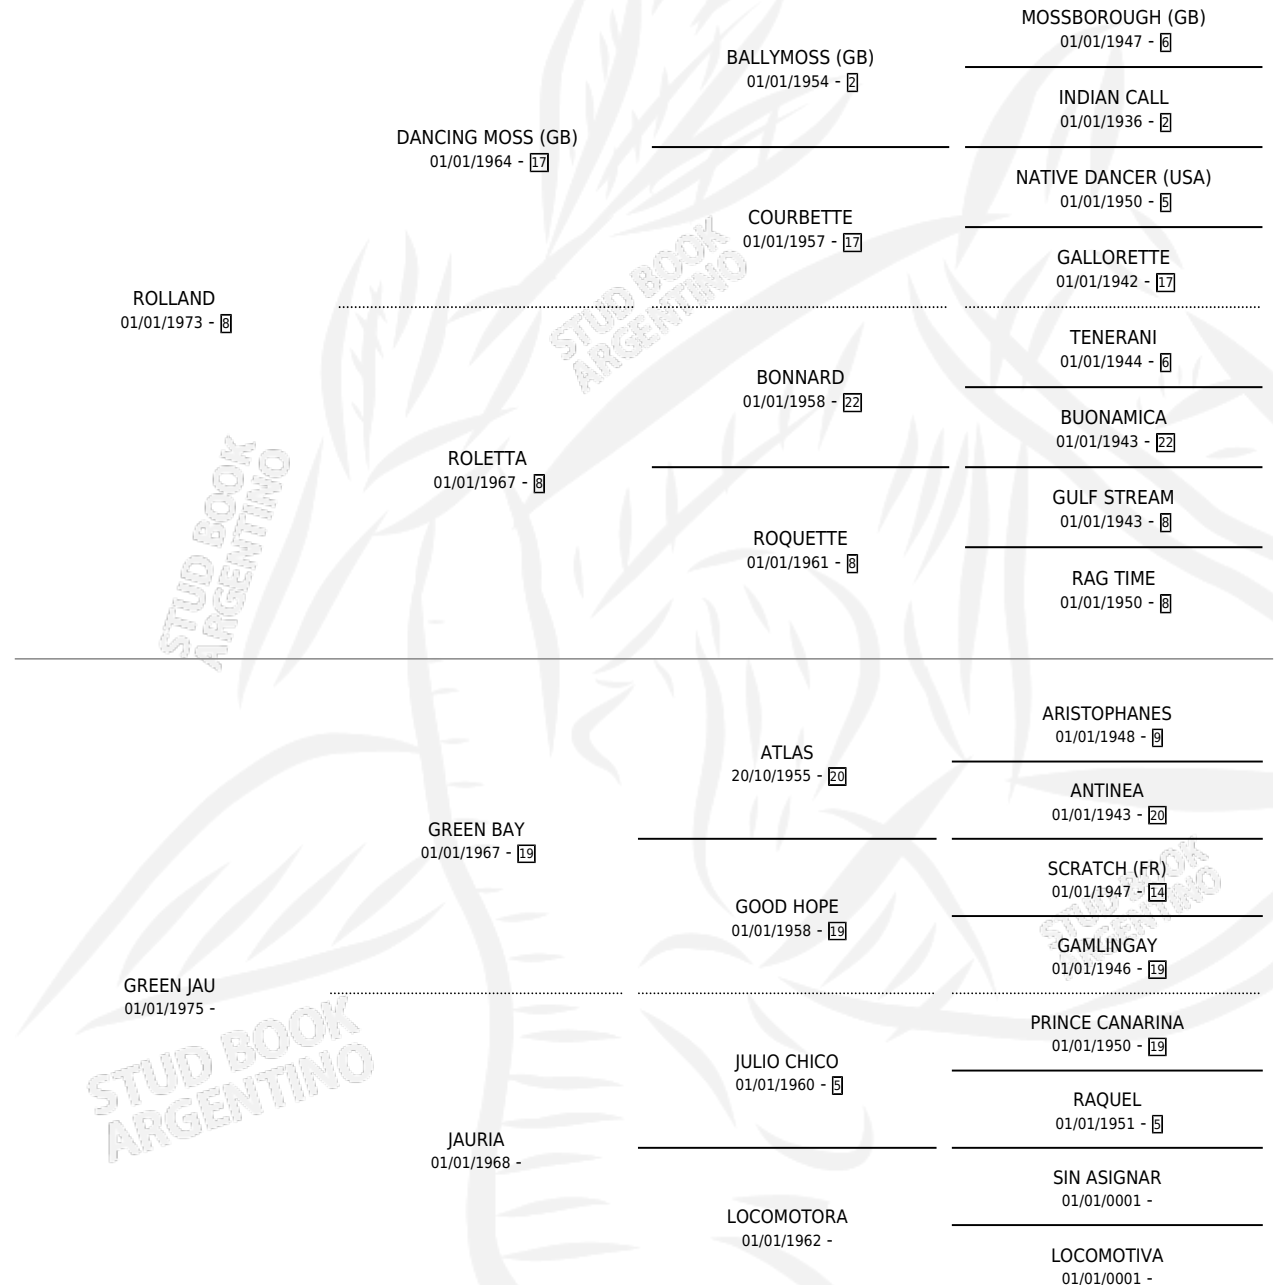 MOSSBOROUGH (GB)
01/01/1947 - 6
BALLYMOSS (GB)
01/01/1954 - 2
INDIAN CALL
01/01/1936 - 2
DANCING MOSS (GB)
01/01/1964 - 17
NATIVE DANCER (USA)
01/01/1950 - 5
COURBETTE
01/01/1957 - 17
GALLORETTE
01/01/1942 - 17
ROLLAND
01/01/1973 - 8
TENERANI
01/01/1944 - 6
BONNARD
01/01/1958 - 22
BUONAMICA
01/01/1943 - 22
ROLETTA
01/01/1967 - 8
GULF STREAM
01/01/1943 - 8
ROQUETTE
01/01/1961 - 8
RAG TIME
01/01/1950 - 8
ARISTOPHANES
01/01/1948 - 9
ATLAS
20/10/1955 - 20
ANTINEA
01/01/1943 - 20
GREEN BAY
01/01/1967 - 19
SCRATCH (FR)
01/01/1947 - 14
GOOD HOPE
01/01/1958 - 19
GAMLINGAY
01/01/1946 - 19
GREEN JAU
01/01/1975 -
PRINCE CANARINA
01/01/1950 - 19
JULIO CHICO
01/01/1960 - 5
RAQUEL
01/01/1951 - 5
JAURIA
01/01/1968 -
SIN ASIGNAR
01/01/0001 -
LOCOMOTORA
01/01/1962 -
LOCOMOTIVA
01/01/0001 -
STUD BOOK
ARGENTINO
STUD BOOK
ARGENTINO
STUD BOOK
ARGENTINO
STUD BOOK
ARGENTINO